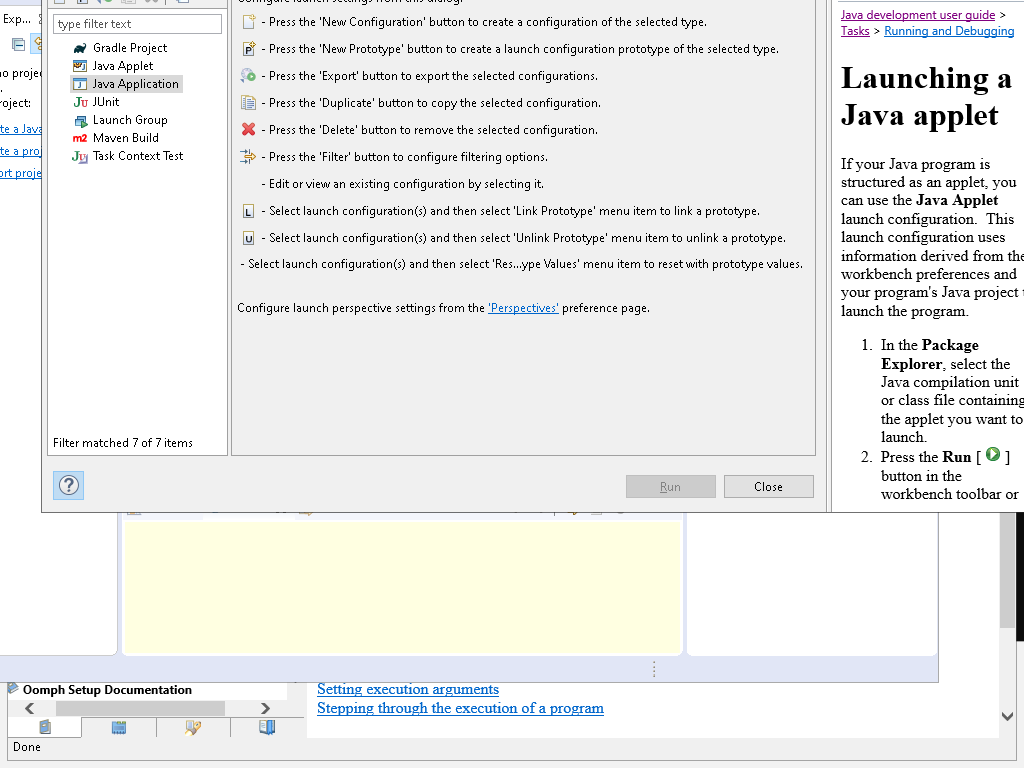 Exp...
type filter text
Gradle Project
Java Applet
Java Application
JUnit
Launch Group
Maven Build
Task Context Test
Filter matched 7 of 7 items
- Press the 'New Configuration' button to create a configuration of the selected type.
- Press the 'New Prototype' button to create a launch configuration prototype of the selected type.
- Press the 'Export' button to export the selected configurations.
- Press the 'Duplicate' button to copy the selected configuration.
- Press the 'Delete' button to remove the selected configuration.
- Press the 'Filter' button to configure filtering options.
- Edit or view an existing configuration by selecting it.
- Select launch configuration(s) and then select 'Link Prototype' menu item to link a prototype.
- Select launch configuration(s) and then select 'Unlink Prototype' menu item to unlink a prototype.
- Select launch configuration(s) and then select 'Res...ype Values' menu item to reset with prototype values.
Configure launch perspective settings from the 'Perspectives' preference page.
Run
Close
Java development user guide >
Tasks > Running and Debugging
Launching a
Java applet
If your Java program is
structured as an applet, you
can use the Java Applet
launch configuration. This
launch configuration uses
information derived from the
workbench preferences and
your program's Java project
launch the program.
1. In the Package
Explorer, select the
Java compilation unit
or class file containing
the applet you want to
launch.
2. Press the Run [ ]
button in the
workbench toolbar or
Oomph Setup Documentation
Setting execution arguments
Stepping through the execution of a program
Done